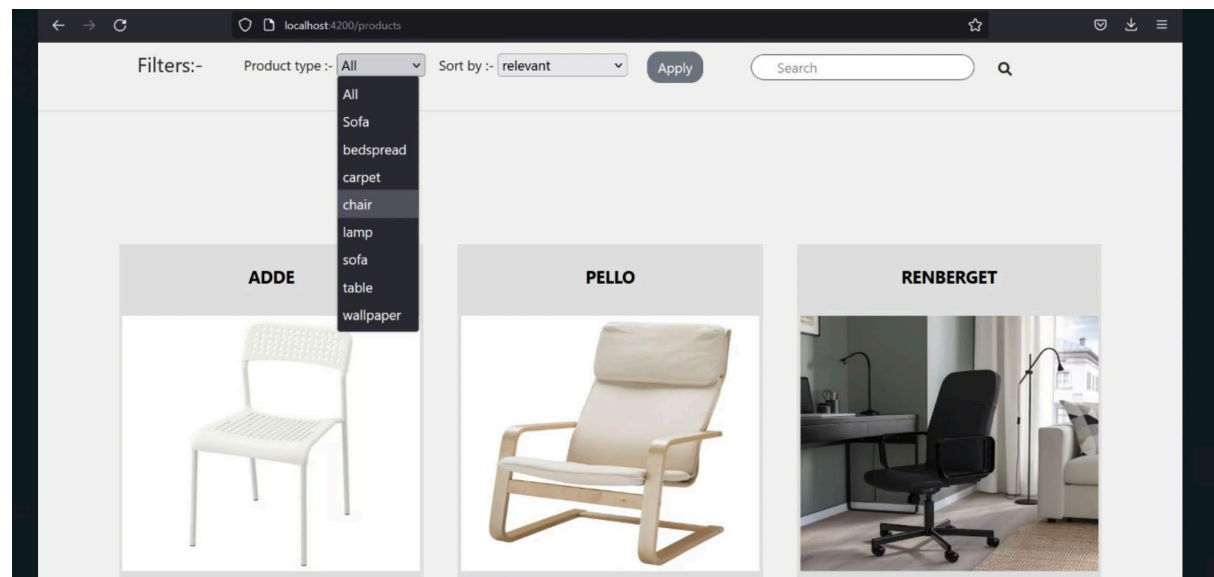 localhost:4200/products
Filters:- Product type :- All Sort by :- relevant Apply Search
All
Sofa
bedspread
carpet
chair
lamp
sofa
table
wallpaper
ADDE PELLO RENBERGET